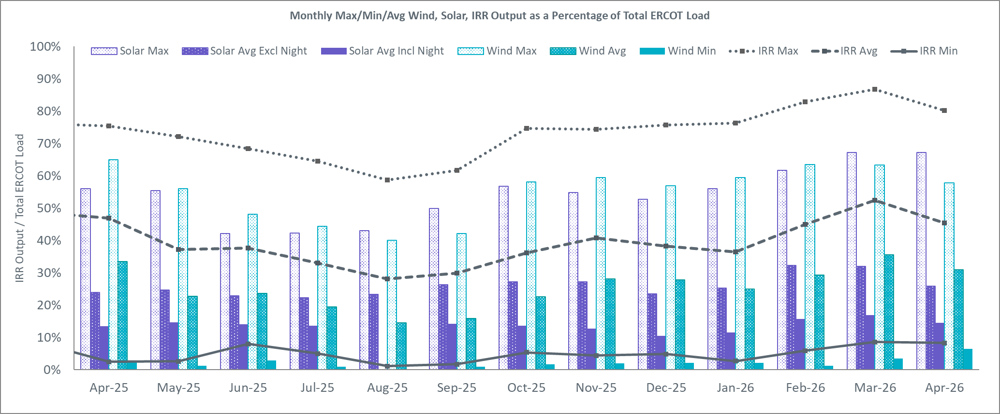 Monthly Max/Min/Avg Wind, Solar, IRR Output as a Percentage of Total ERCOT Load
Solar Max Solar Avg Excl Night Solar Avg Incl Night Wind Max Wind Avg Wind Min IRR Max IRR Avg IRR Min
IRR Output / Total ERCOT Load
100%
90%
80%
70%
60%
50%
40%
30%
20%
10%
0%
Apr-25 May-25 Jun-25 Jul-25 Aug-25 Sep-25 Oct-25 Nov-25 Dec-25 Jan-26 Feb-26 Mar-26 Apr-26